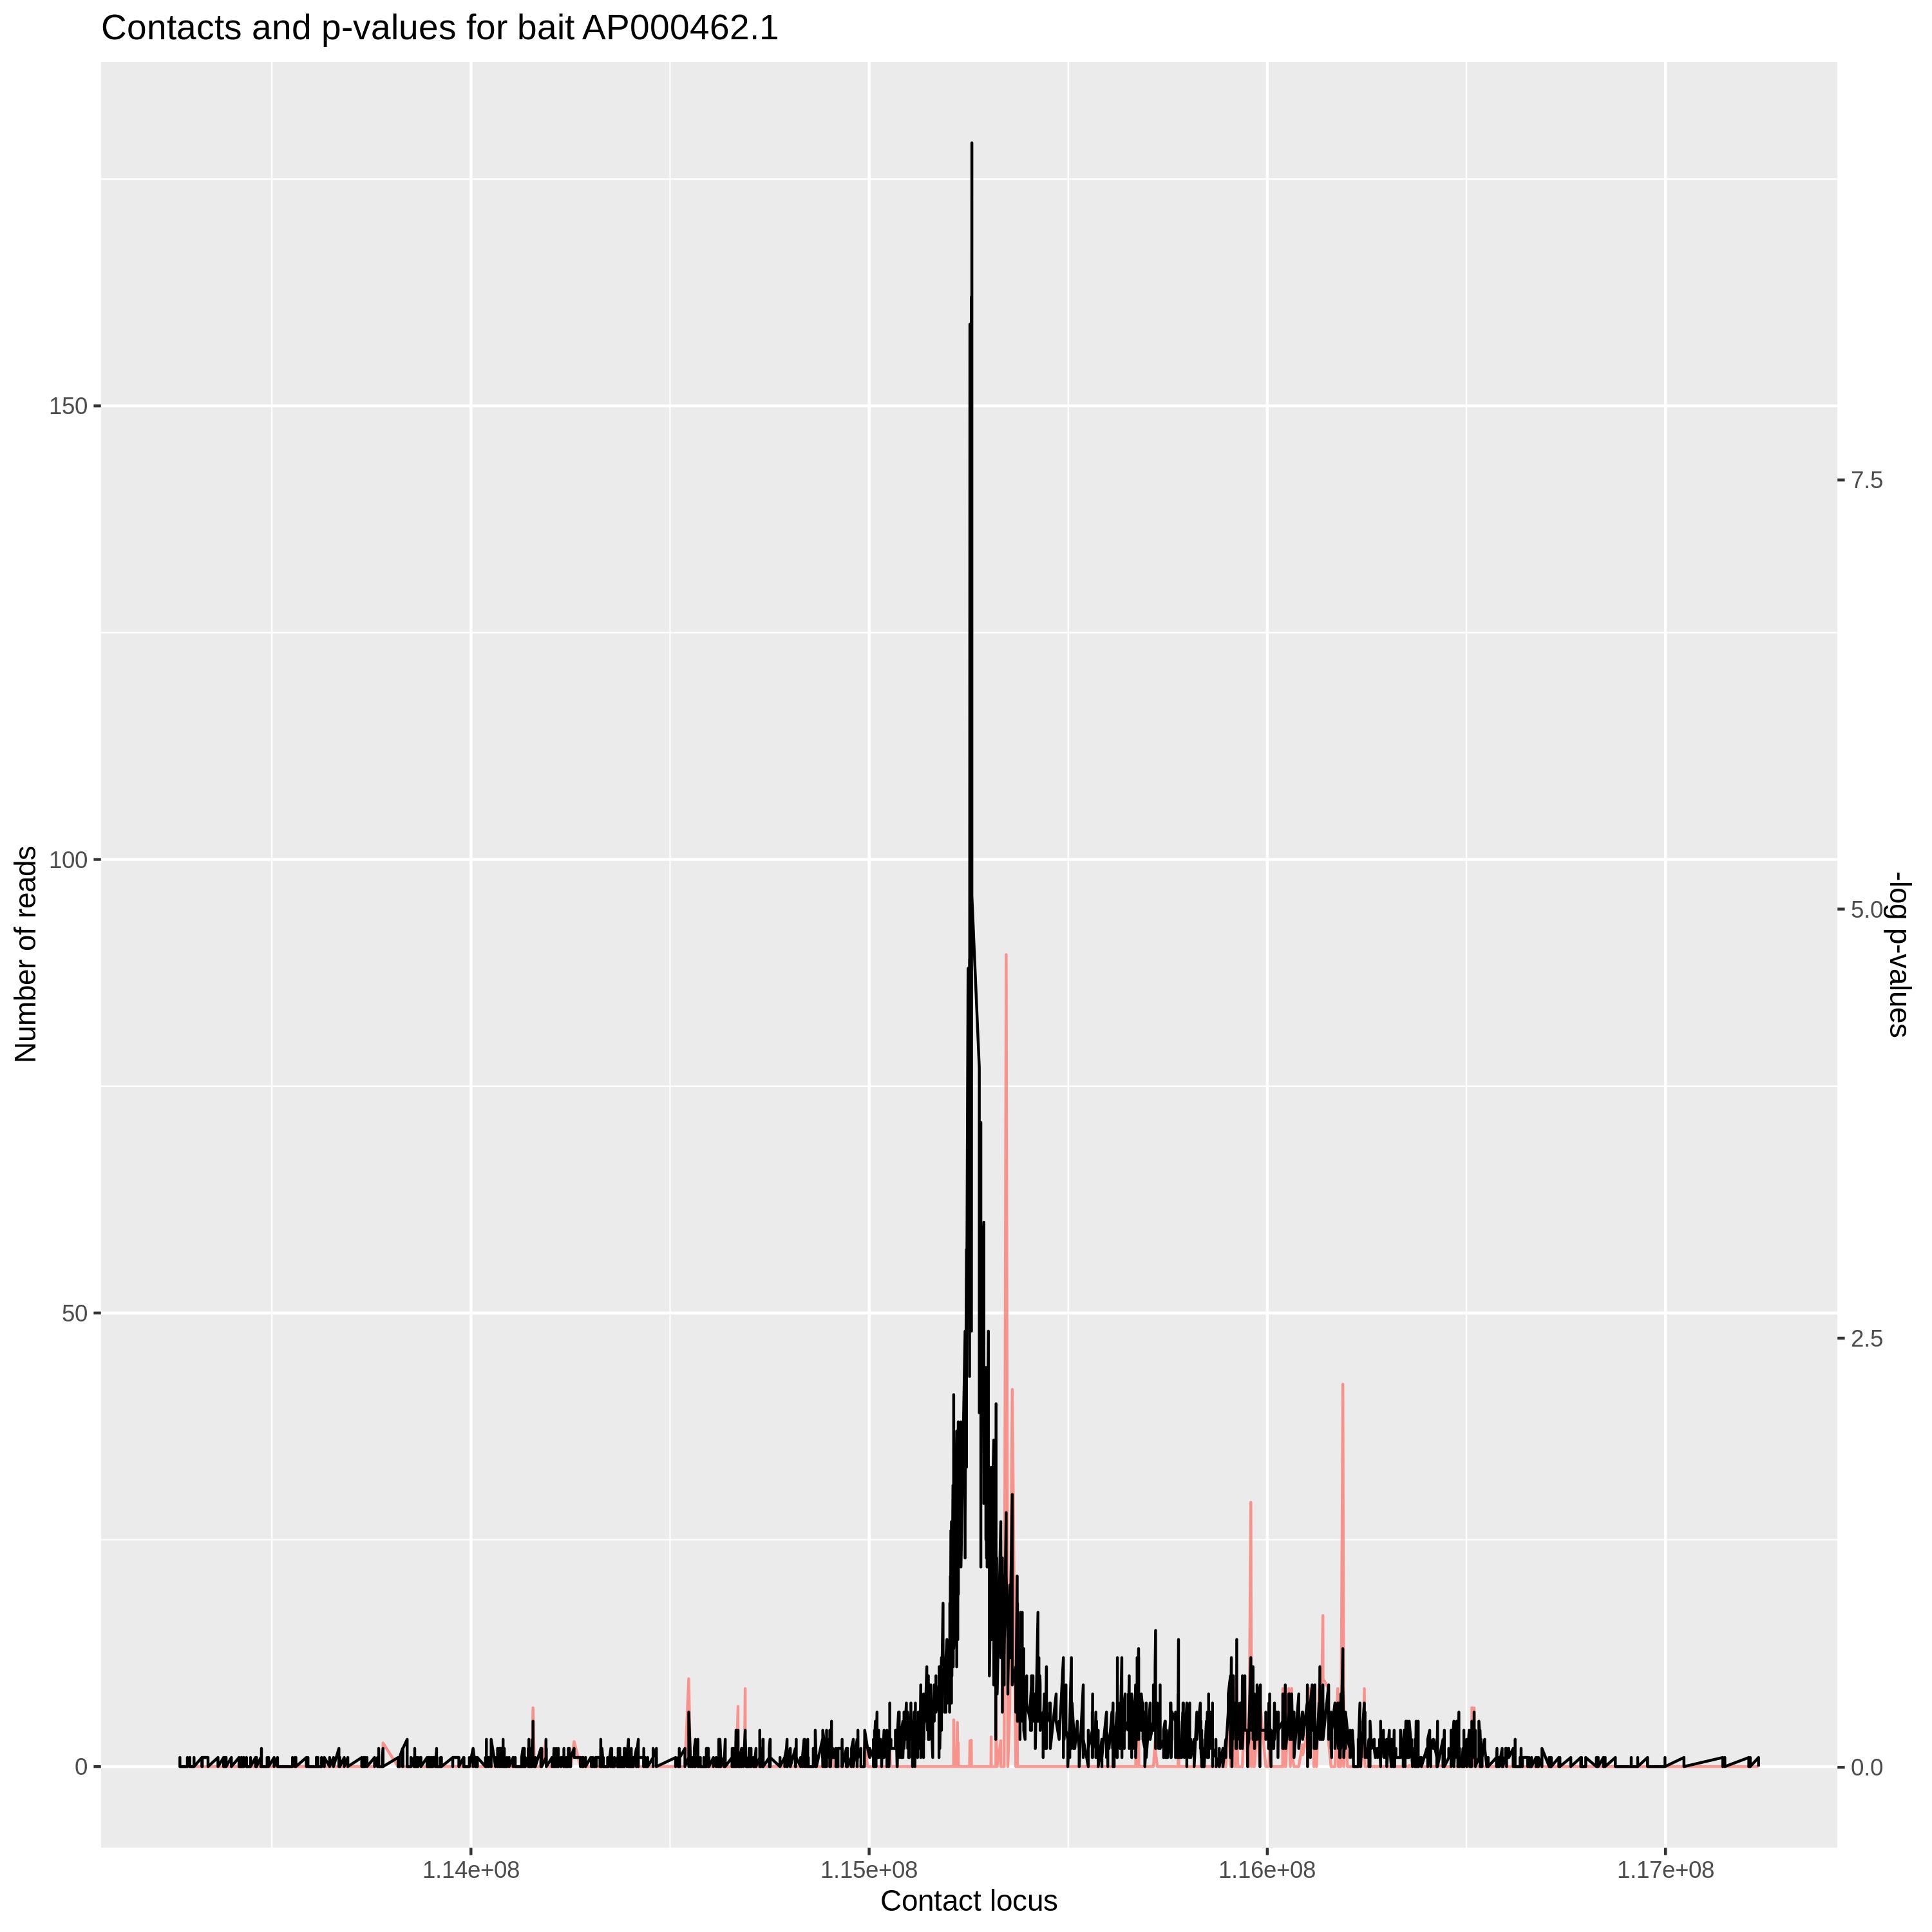 Contacts and p-values for bait AP000462.1
150
100
50
0
7.5
5.0
2.5
0.0
Number of reads
-log p-values
1.14e+08
1.15e+08
1.16e+08
1.17e+08
Contact locus